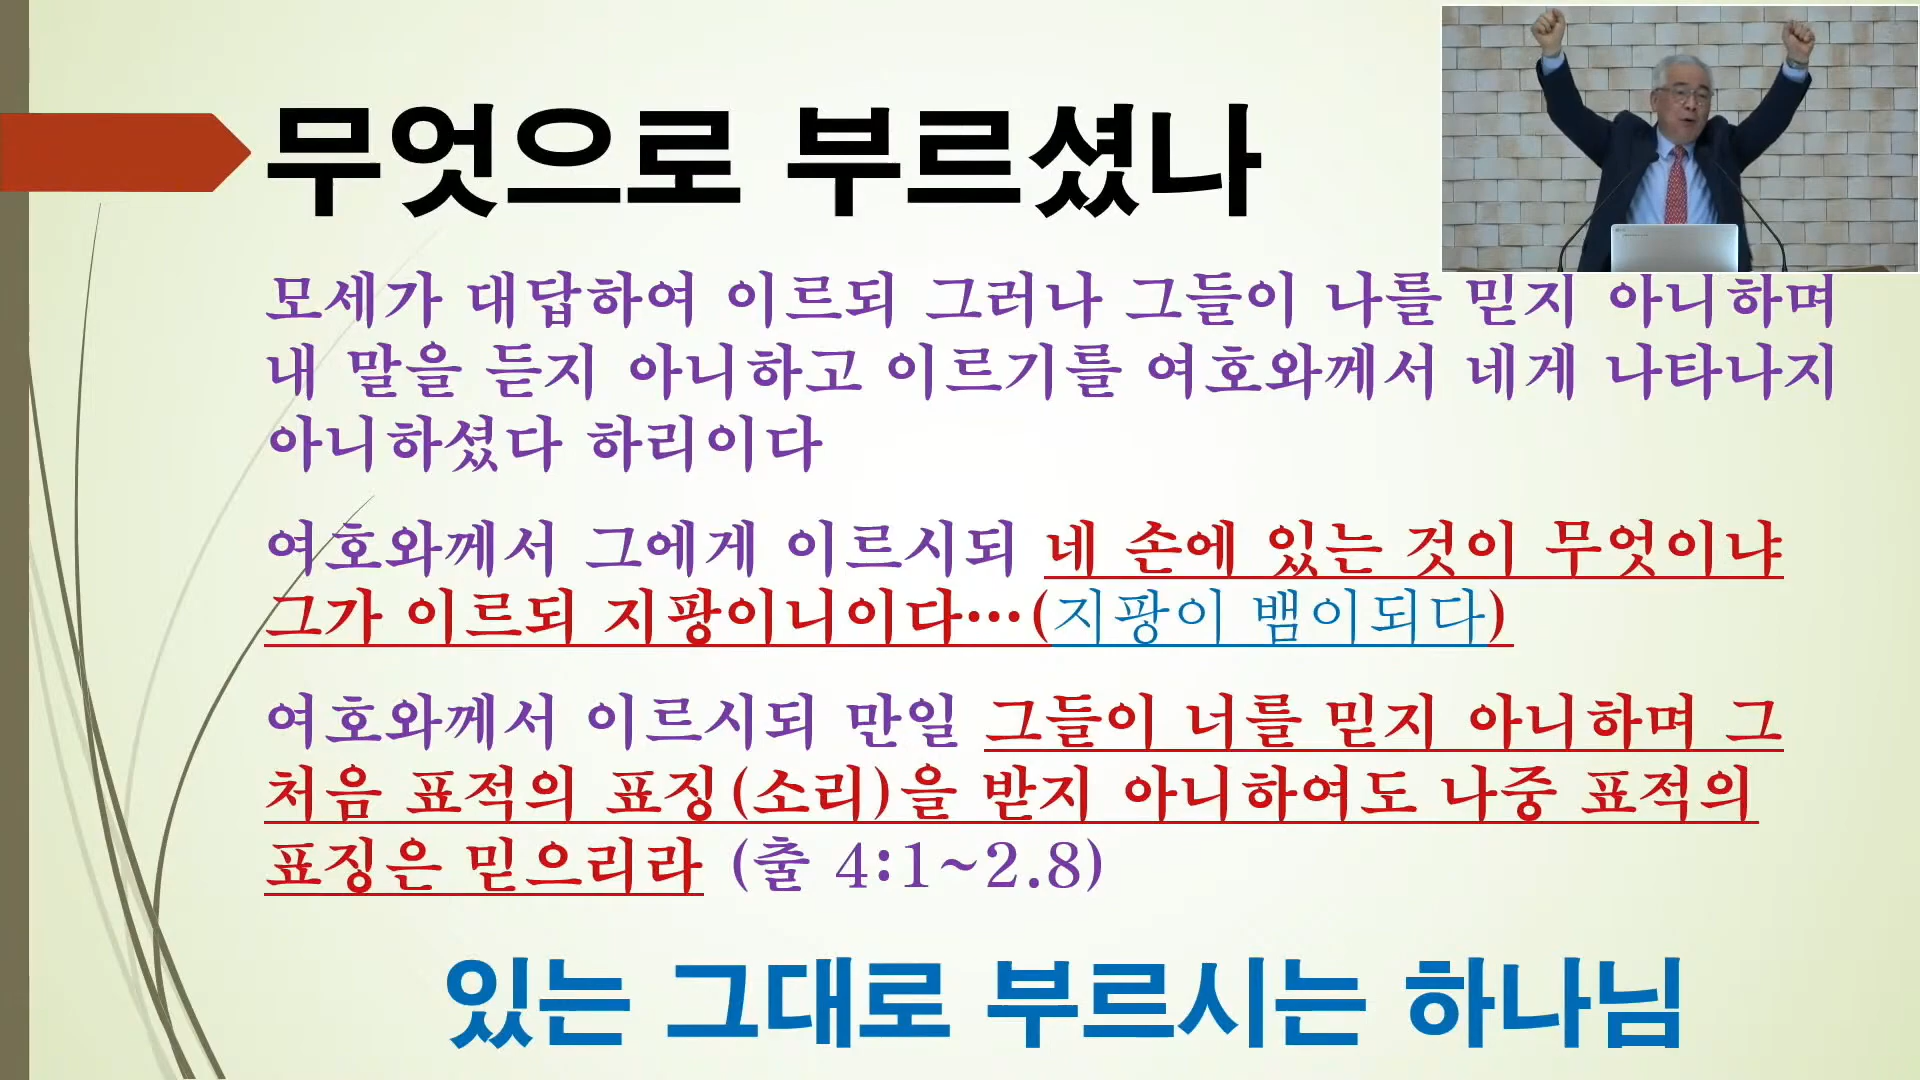 무엇으로 부르셨나
모세가 대답하여 이르되 그러나 그들이 나를 믿지 아니하며
내 말을 듣지 아니하고 이르기를 여호와께서 네게 나타나지
아니하셨다 하리이다
여호와께서 그에게 이르시되 네 손에 있는 것이 무엇이냐
그가 이르되 지팡이니이다…(지팡이 뱀이되다)
여호와께서 이르시되 만일 그들이 너를 믿지 아니하며 그
처음 표적의 표징(소리)을 받지 아니하여도 나중 표적의
표징은 믿으리라 (출 4:1~2.8)
있는 그대로 부르시는 하나님